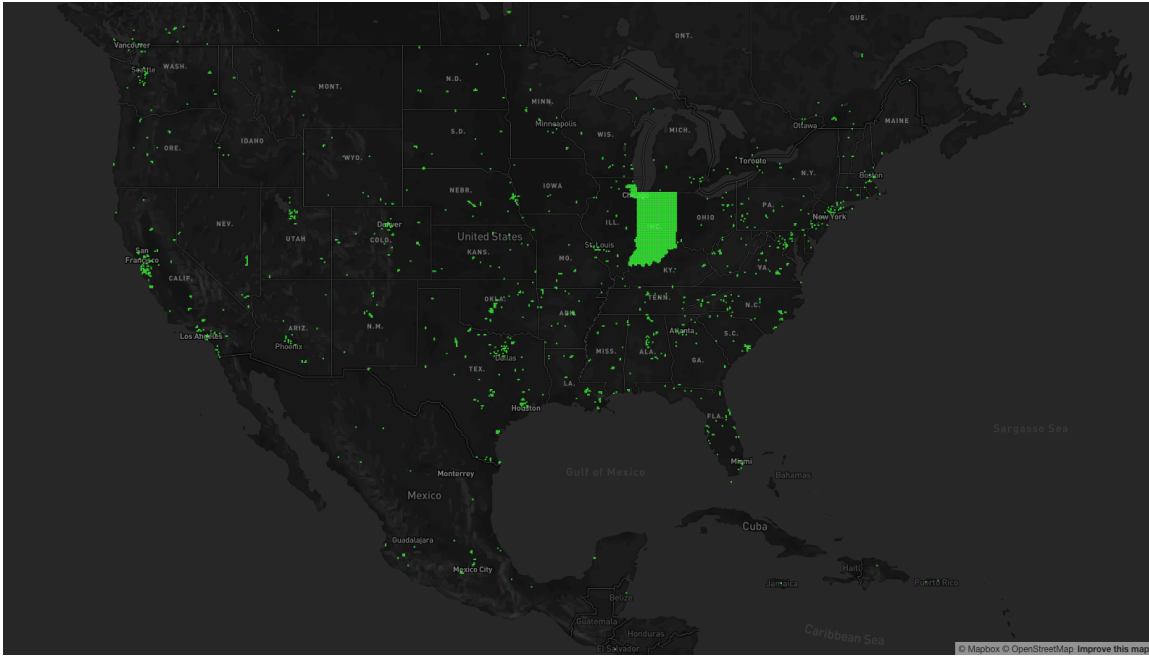 QUE.
ONT.
Vancouver
WASH.
Seattle
MONT.
N.D.
MINN.
Minneapolis
Ottawa
MAINE
ORE.
IDAHO
S.D.
WIS.
MICH.
Toronto
WYO.
N.Y.
Boston
NEBR.
IOWA
NEV.
UTAH
Denver
COLO.
United States
KANS.
ILL.
OHIO
PA.
New York
San
Francisco
CALIF.
St. Louis
MO.
KY.
VA.
OKLA.
ARK.
TENN.
N.C.
Los Angeles
ARIZ.
Phoenix
N.M.
Dallas
TEX.
MISS.
ALA.
Atlanta
S.C.
GA.
LA.
Houston
FLA.
Sargasso Sea
Miami
Gulf of Mexico
Bahamas
Monterrey
Mexico
Cuba
Guadalajara
Mexico City
Haiti
Jamaica
Puerto Rico
Belize
Guatemala
Honduras
El Salvador
Caribbean Sea
© Mapbox © OpenStreetMap Improve this map